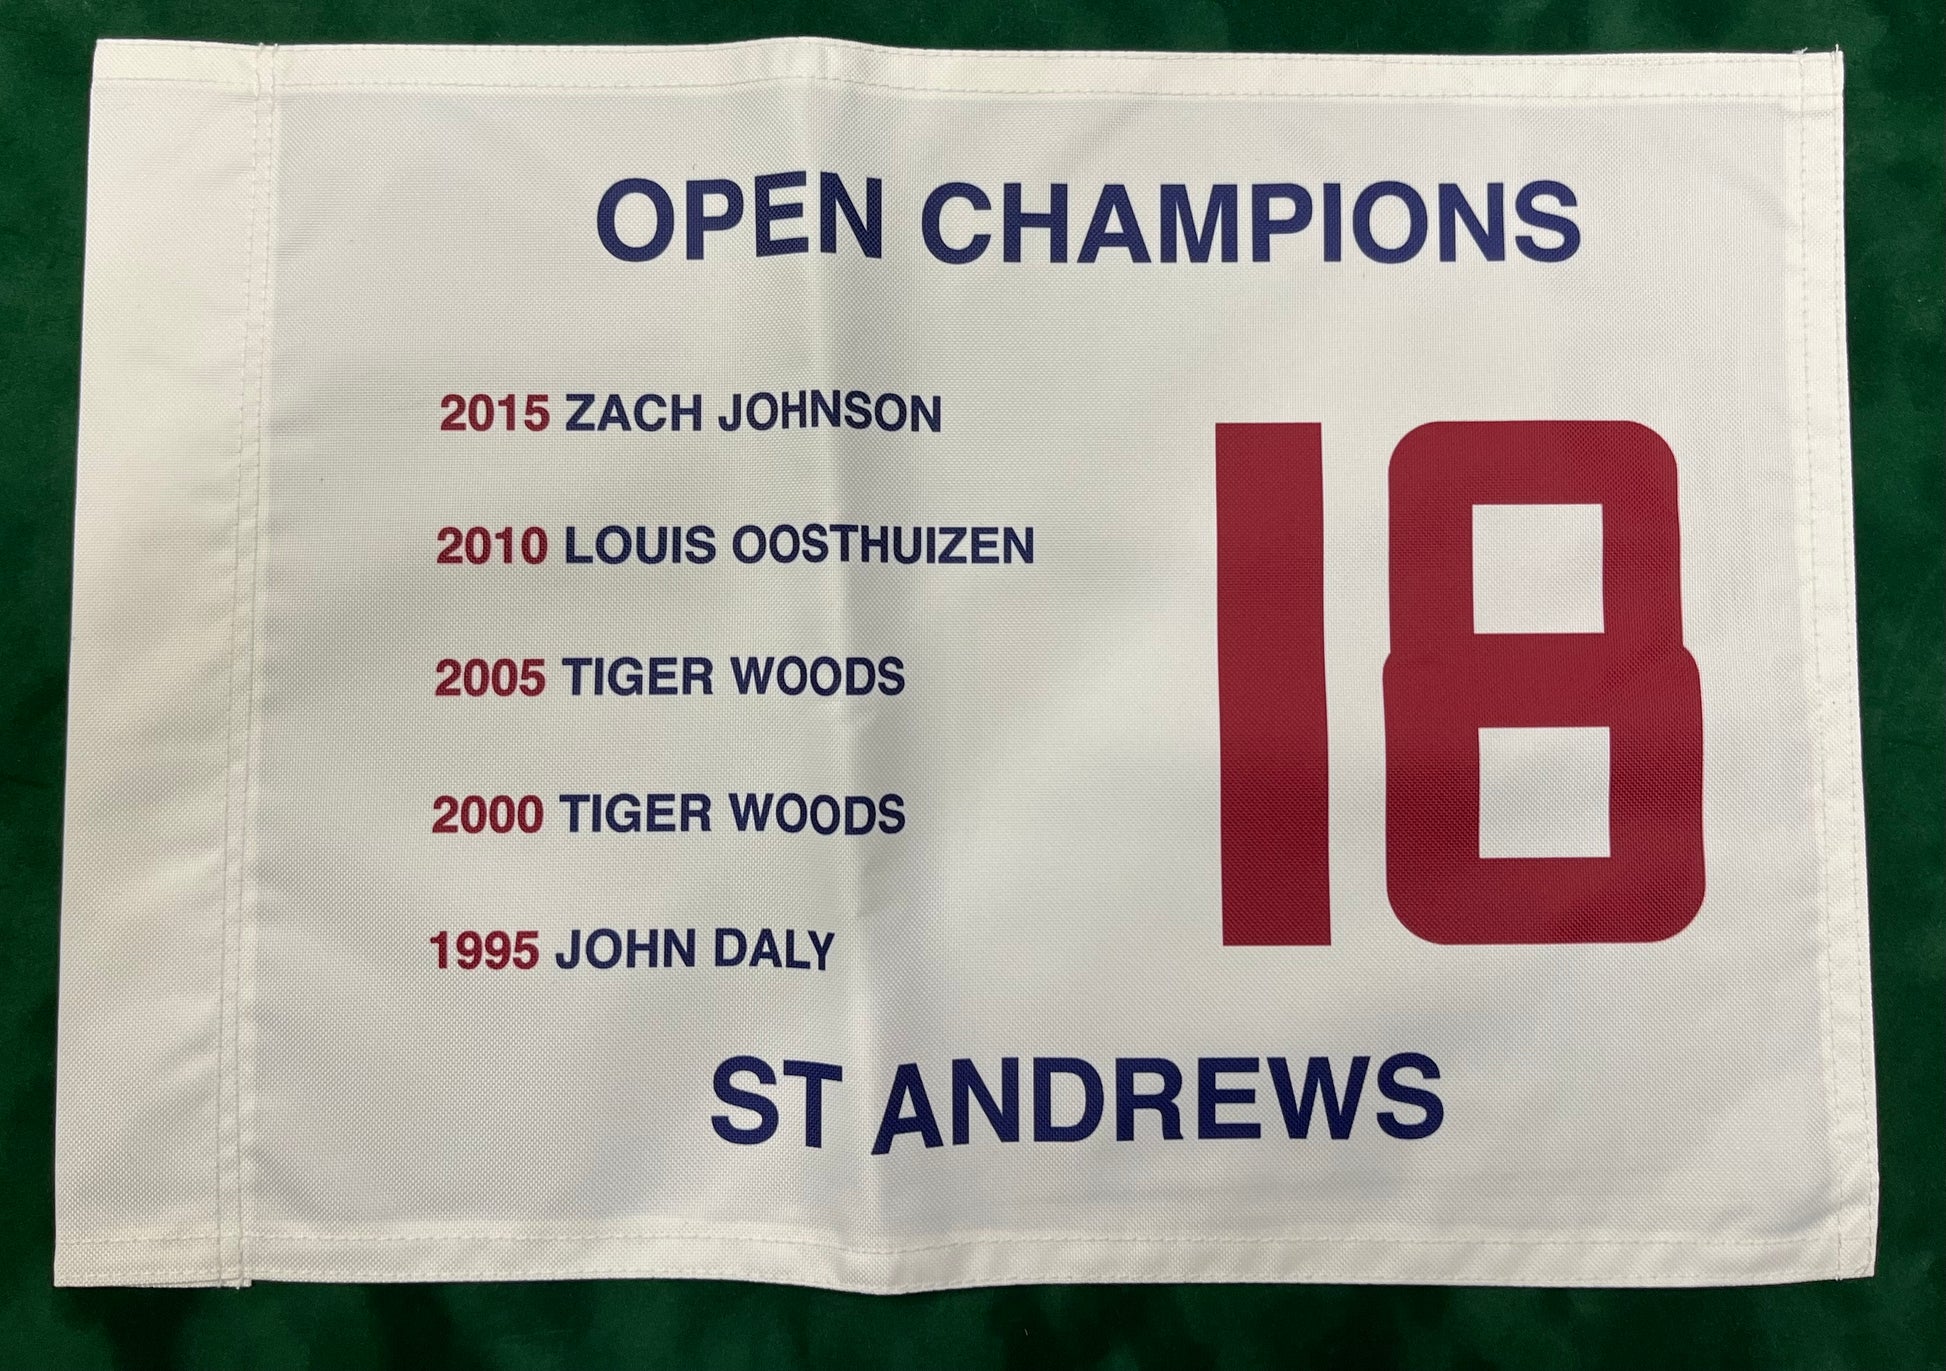 OPEN CHAMPIONS
2015 ZACH JOHNSON
2010 LOUIS OOSTHUIZEN
2005 TIGER WOODS
2000 TIGER WOODS
1995 JOHN DALY
18
ST ANDREWS